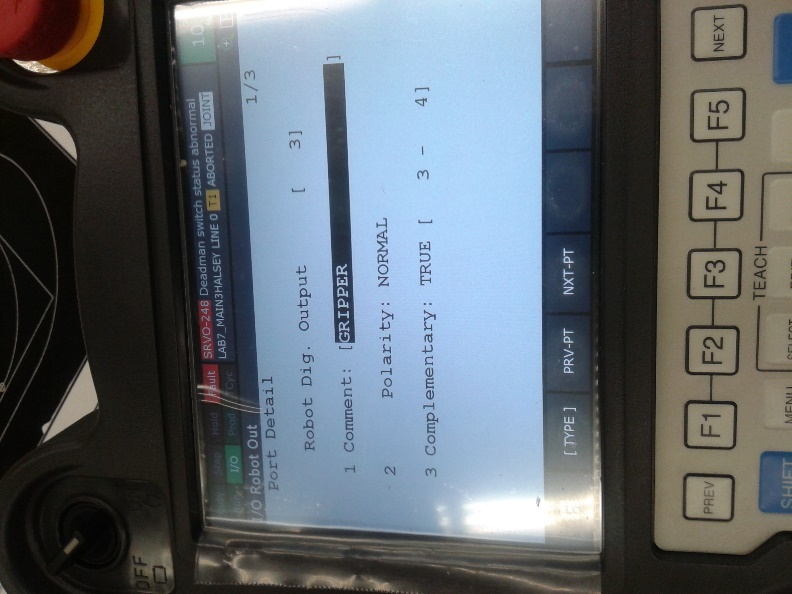 SRVO-248 Deadman switch status abnormal
LAB7_MAIN3HALSEY LINE 0 T1 ABORTED JOINT
10
Hold Fault
I/O Prod
I/O Robot Out
Port Detail 1/3
Robot Dig. Output [ 3]
1 Comment: [GRIPPER ]
2 Polarity: NORMAL
3 Complementary: TRUE [ 3 - 4]
[ TYPE ] PRV-PT NXT-PT
PREV F1 F2 F3 F4 F5 NEXT
TEACH
SHIFT MENU SELECT
OFF